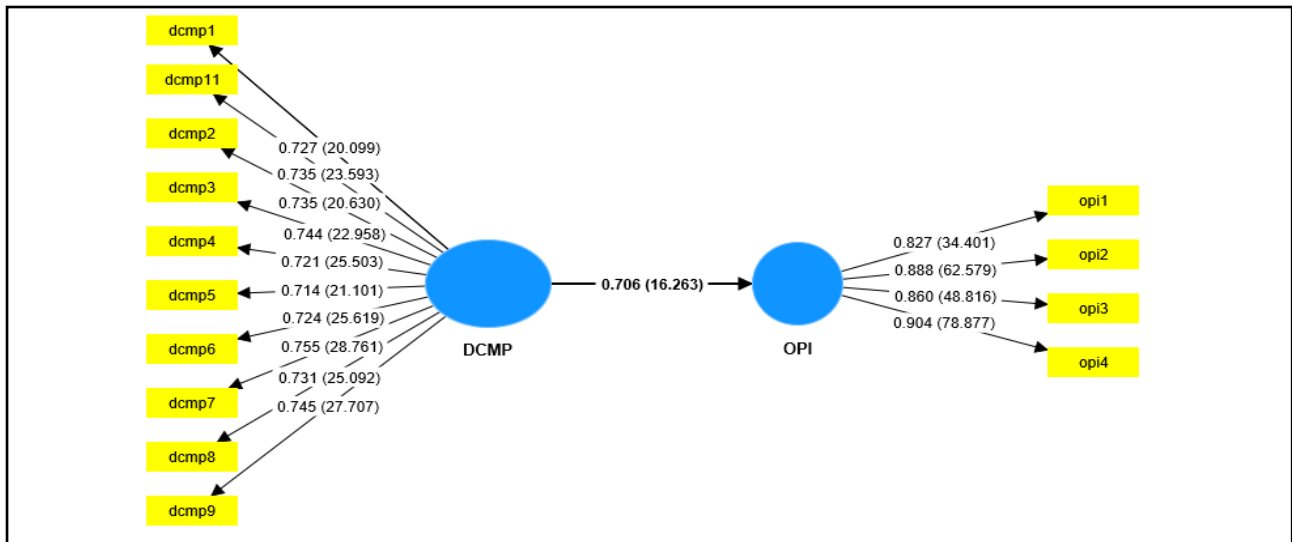 dcmp1
dcmp11
dcmp2
dcmp3
dcmp4
dcmp5
dcmp6
dcmp7
dcmp8
dcmp9
0.727 (20.099)
0.735 (23.593)
0.735 (20.630)
0.744 (22.958)
0.721 (25.503)
0.714 (21.101)
0.724 (25.619)
0.755 (28.761)
0.731 (25.092)
0.745 (27.707)
DCMP
0.706 (16.263)
OPI
0.827 (34.401)
0.888 (62.579)
0.860 (48.816)
0.904 (78.877)
opi1
opi2
opi3
opi4